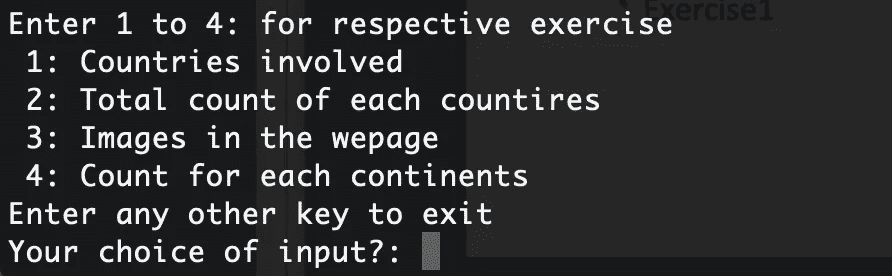 Exercise1
Enter 1 to 4: for respective exercise
1: Countries involved
2: Total count of each countires
3: Images in the wepage
4: Count for each continents
Enter any other key to exit
Your choice of input?: